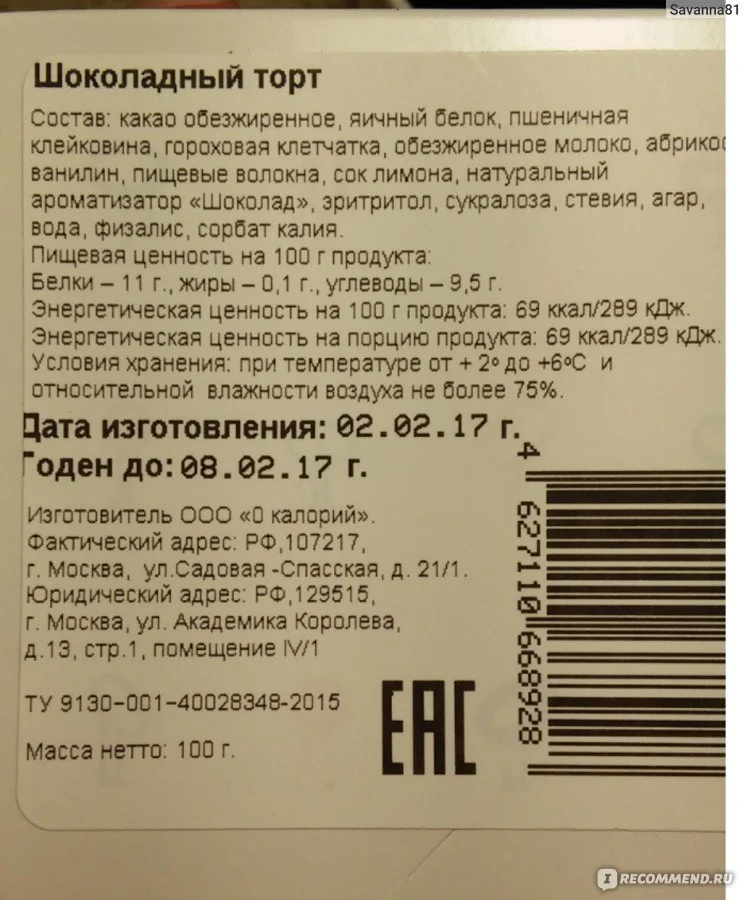 Savanna81
Шоколадный торт
Состав: какао обезжиренное, яичный белок, пшеничная
клейковина, гороховая клетчатка, обезжиренное молоко, абрикос
ванилин, пищевые волокна, сок лимона, натуральный
ароматизатор «Шоколад», эритритол, сукралоза, стевия, агар,
вода, физалис, сорбат калия.
Пищевая ценность на 100 г продукта:
Белки – 11 г., жиры – 0,1 г., углеводы – 9,5 г.
Энергетическая ценность на 100 г продукта: 69 ккал/289 кДж.
Энергетическая ценность на порцию продукта: 69 ккал/289 кДж.
Условия хранения: при температуре от + 2º до +6ºС и
относительной влажности воздуха не более 75%.
Дата изготовления: 02.02.17 г.
Годен до: 08.02.17 г.
Изготовитель ООО «0 калорий».
Фактический адрес: РФ,107217,
г. Москва, ул.Садовая -Спасская, д. 21/1.
Юридический адрес: РФ,129515,
г. Москва, ул. Академика Королева,
д.13, стр.1, помещение IV/1
ТУ 9130-001-40028348-2015
Масса нетто: 100 г.
EAC
4 627110 668928
IRECOMMEND.RU